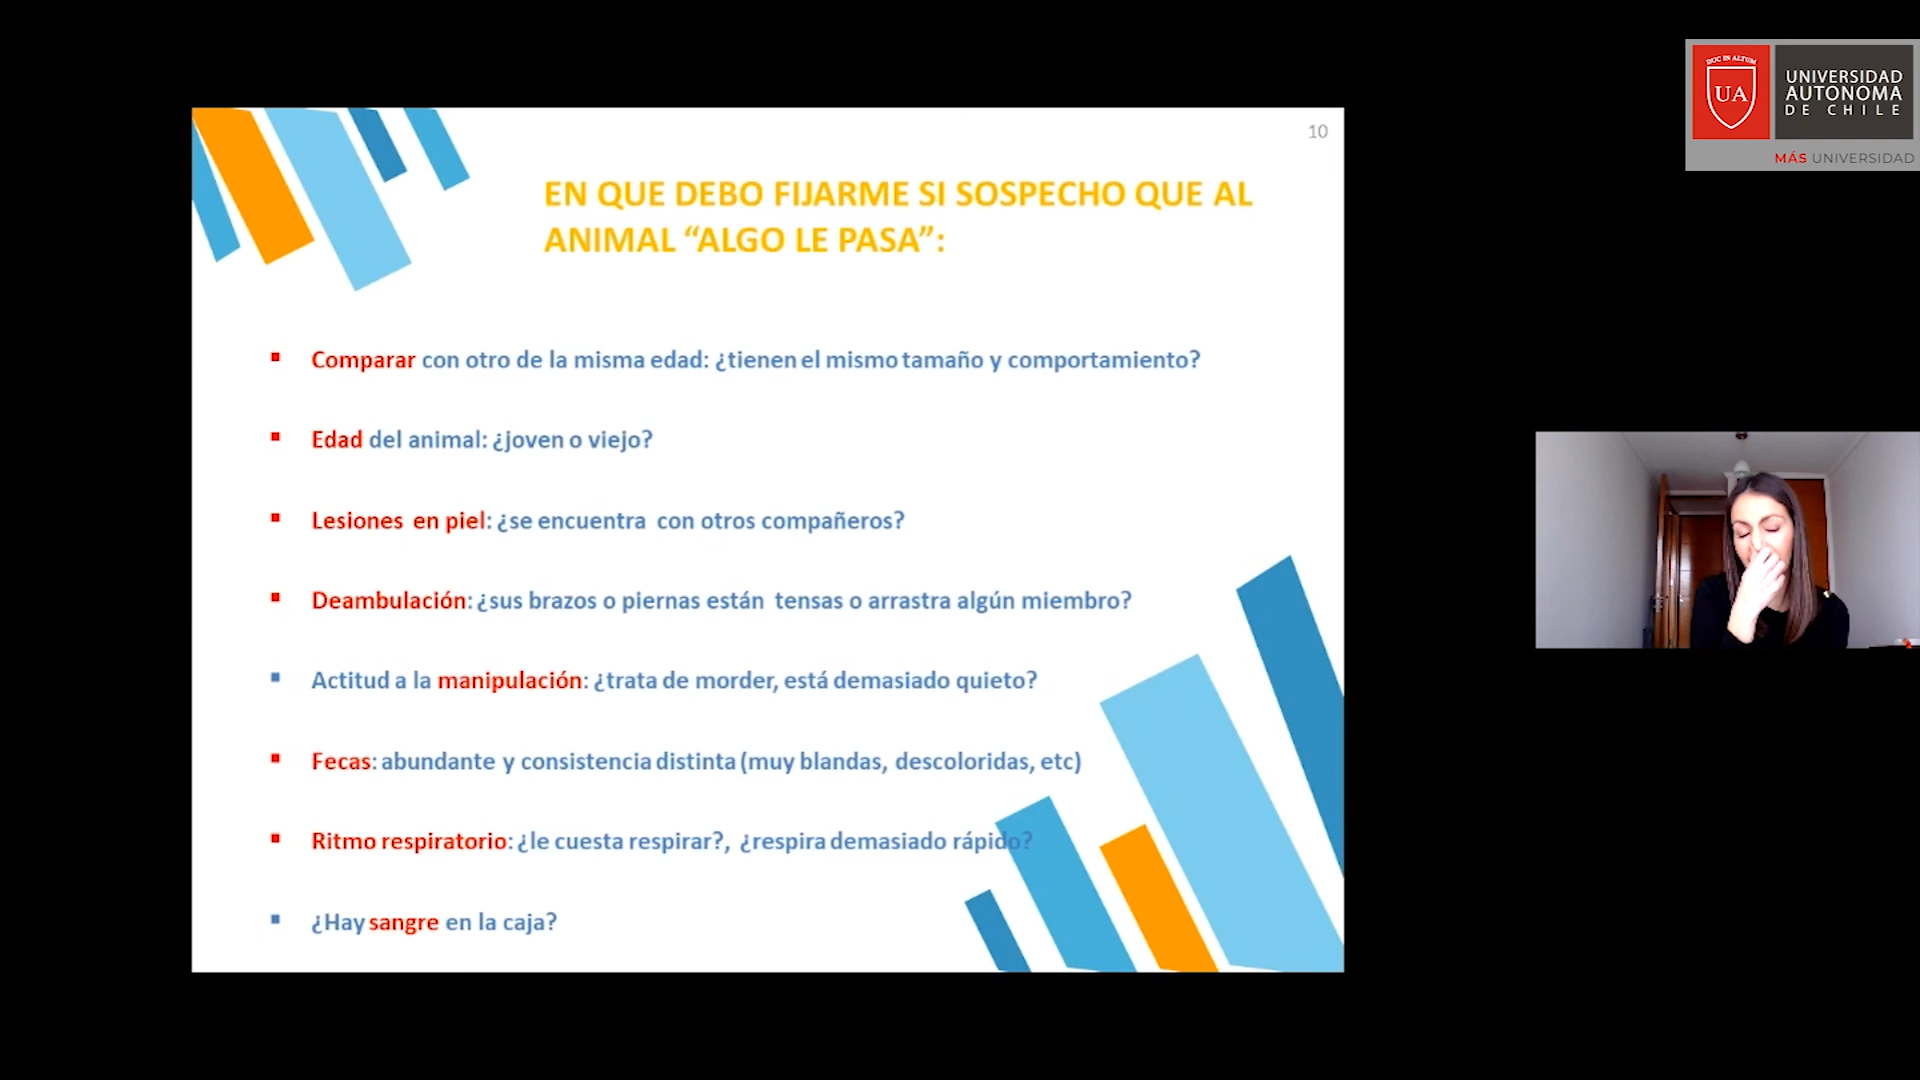 10
EN QUE DEBO FIJARME SI SOSPECHO QUE AL
ANIMAL “ALGO LE PASA”:
Comparar con otro de la misma edad: ¿tienen el mismo tamaño y comportamiento?
Edad del animal: ¿joven o viejo?
Lesiones en piel: ¿se encuentra con otros compañeros?
Deambulación: ¿sus brazos o piernas están tensas o arrastra algún miembro?
Actitud a la manipulación: ¿trata de morder, está demasiado quieto?
Fecas: abundante y consistencia distinta (muy blandas, descoloridas, etc)
Ritmo respiratorio: ¿le cuesta respirar?, ¿respira demasiado rápido?
¿Hay sangre en la caja?
DUC IN ALTUM
UA
UNIVERSIDAD
AUTONOMA
DE CHILE
MÁS UNIVERSIDAD